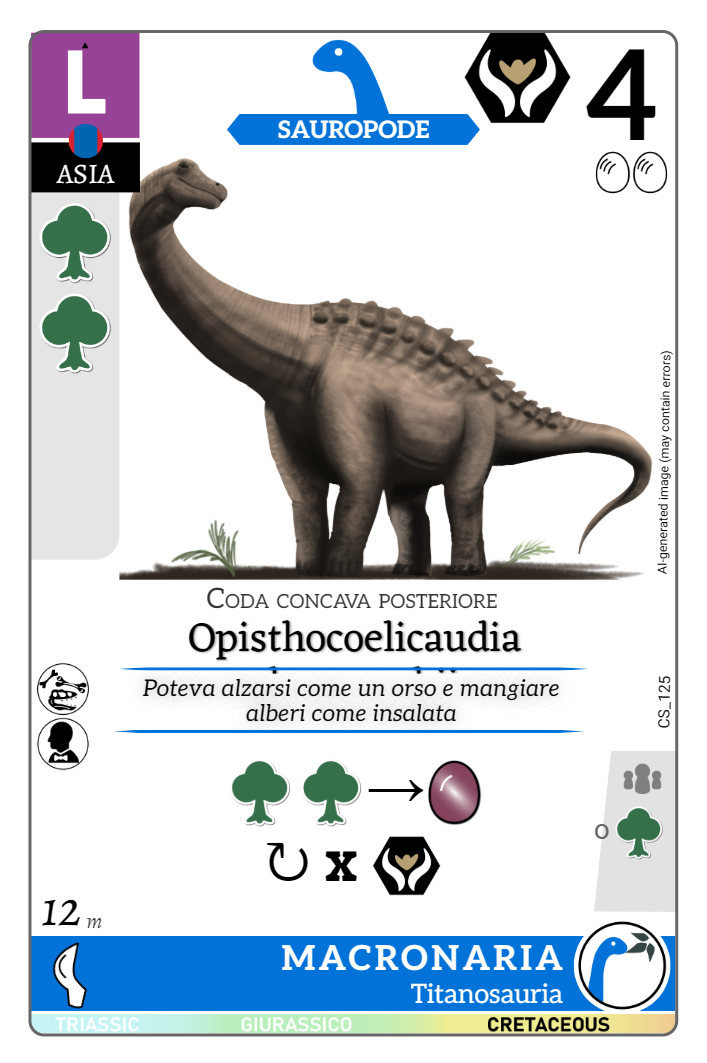 L
ASIA
SAUROPODE
4
AI-generated image (may contain errors)
CODA CONCAVA POSTERIORE
Opisthocoelicaudia
Poteva alzarsi come un orso e mangiare
alberi come insalata
CS_125
x
o
12 m
MACRONARIA
Titanosauria
TRIASSIC GIURASSICO CRETACEOUS